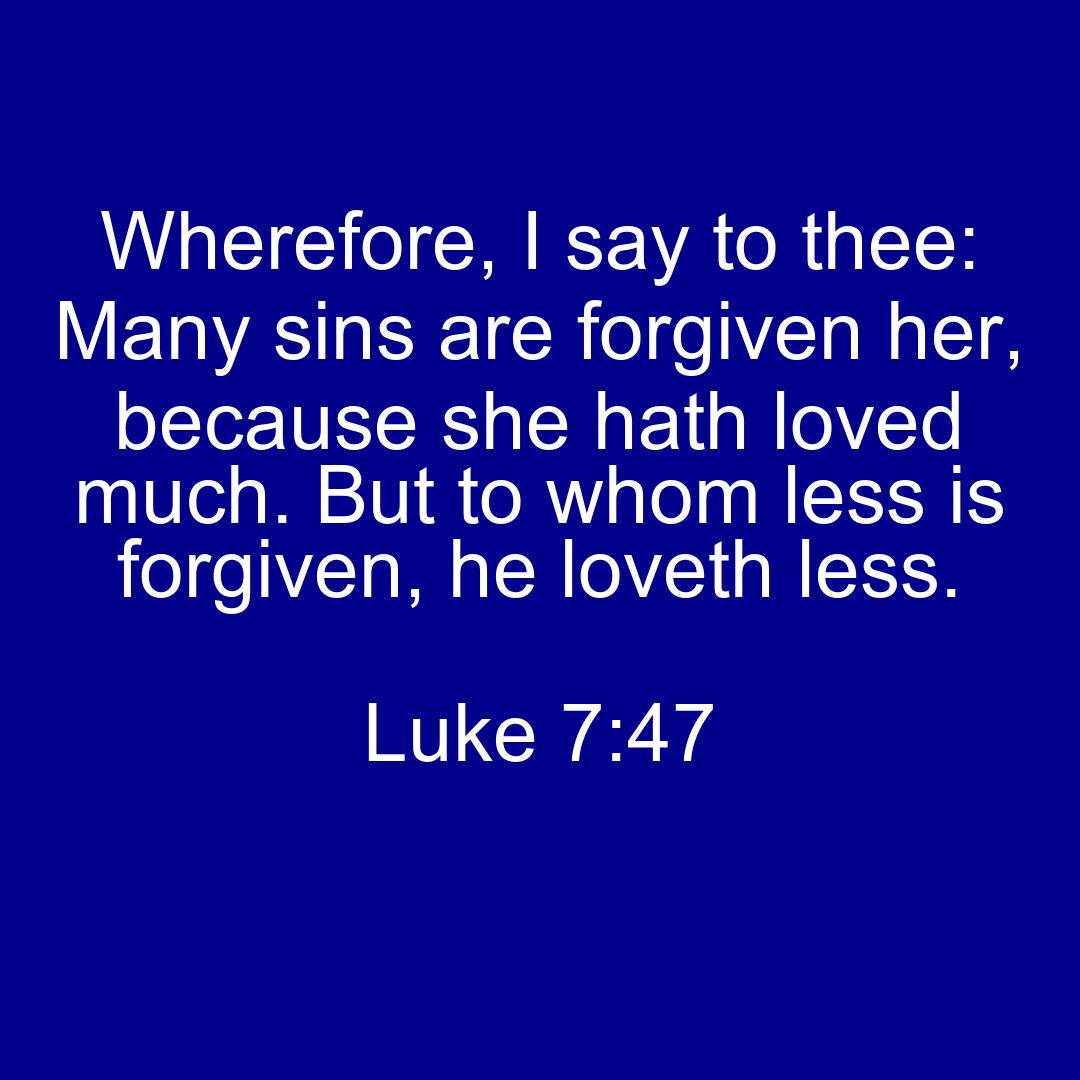 Wherefore, I say to thee:
Many sins are forgiven her,
because she hath loved
much. But to whom less is
forgiven, he loveth less.
Luke 7:47